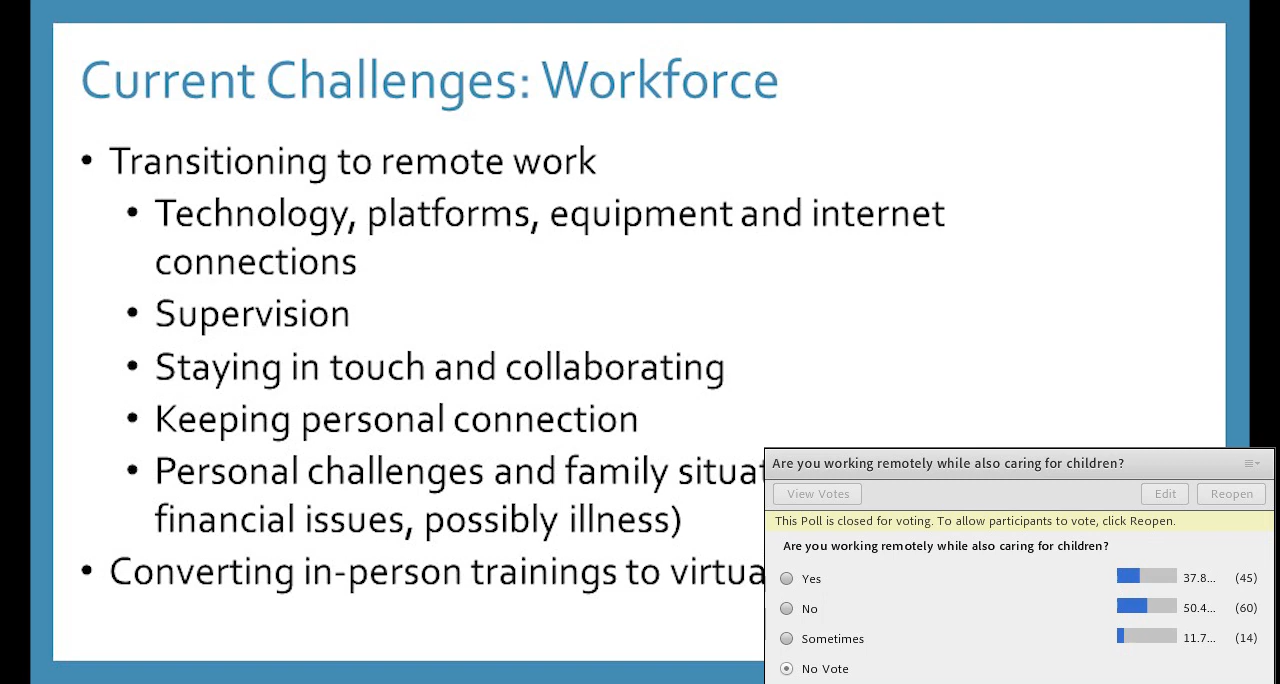 Current Challenges: Workforce
• Transitioning to remote work
• Technology, platforms, equipment and internet
connections
• Supervision
• Staying in touch and collaborating
• Keeping personal connection
• Personal challenges and family
financial issues, possibly illness)
• Converting in-person trainings to
Are you working remotely while also caring for children?
View Votes Edit Reopen
This Poll is closed for voting. To allow participants to vote, click Reopen.
Are you working remotely while also caring for children?
Yes 37.8... (45)
No 50.4... (60)
Sometimes 11.7... (14)
No Vote